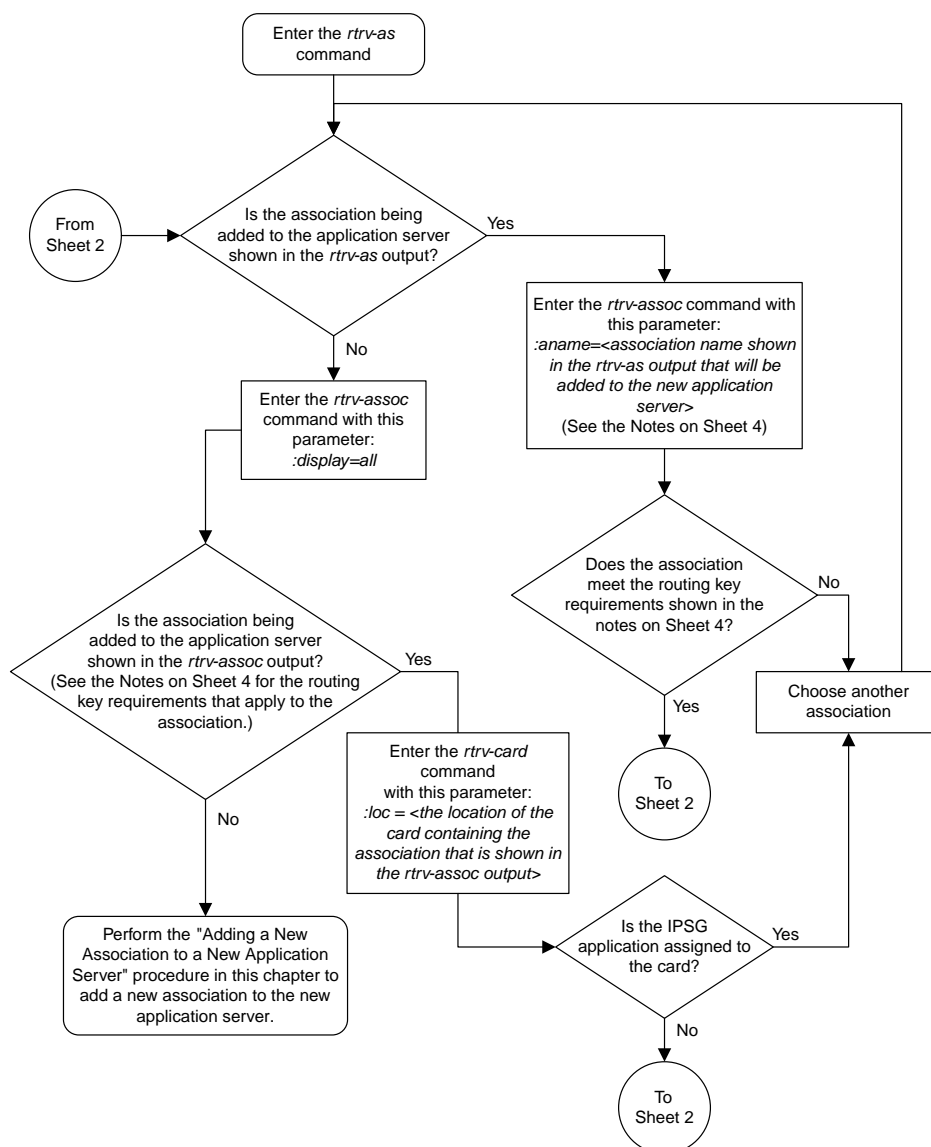 Enter the rtrv-as
command
From
Sheet 2
Is the association being
added to the application server
shown in the rtrv-as output?
Yes
No
Enter the rtrv-assoc command with
this parameter:
:aname=<association name shown
in the rtrv-as output that will be
added to the new application
server>
(See the Notes on Sheet 4)
Enter the rtrv-assoc
command with this
parameter:
:display=all
Does the association
meet the routing key
requirements shown in the
notes on Sheet 4?
No
Yes
Choose another
association
To
Sheet 2
Is the association being
added to the application server
shown in the rtrv-assoc output?
(See the Notes on Sheet 4 for the routing
key requirements that apply to the
association.)
Yes
No
Enter the rtrv-card
command
with this parameter:
:loc = <the location of the
card containing the
association that is shown in
the rtrv-assoc output>
Perform the "Adding a New
Association to a New Application
Server" procedure in this chapter to
add a new association to the new
application server.
Is the IPSG
application assigned to
the card?
Yes
No
To
Sheet 2